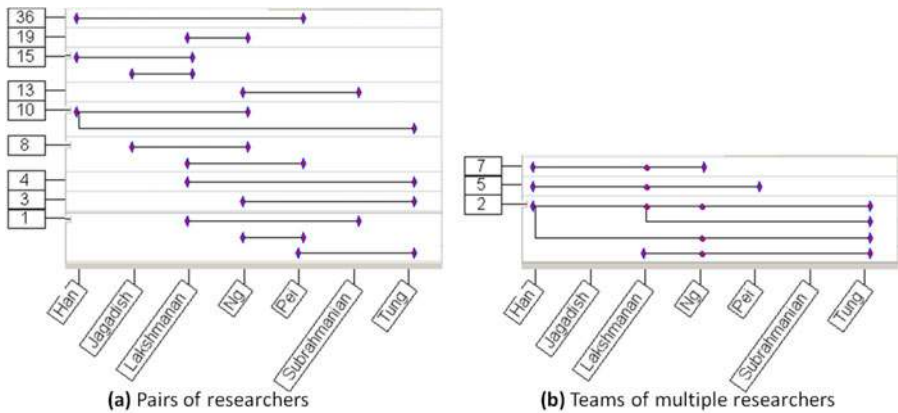 36
19
15
13
10
8
4
3
1
Han
Jagadish
Lakshmanan
Ng
Pei
Subrahmanian
Tung
(a) Pairs of researchers
7
5
2
Han
Jagadish
Lakshmanan
Ng
Pei
Subrahmanian
Tung
(b) Teams of multiple researchers